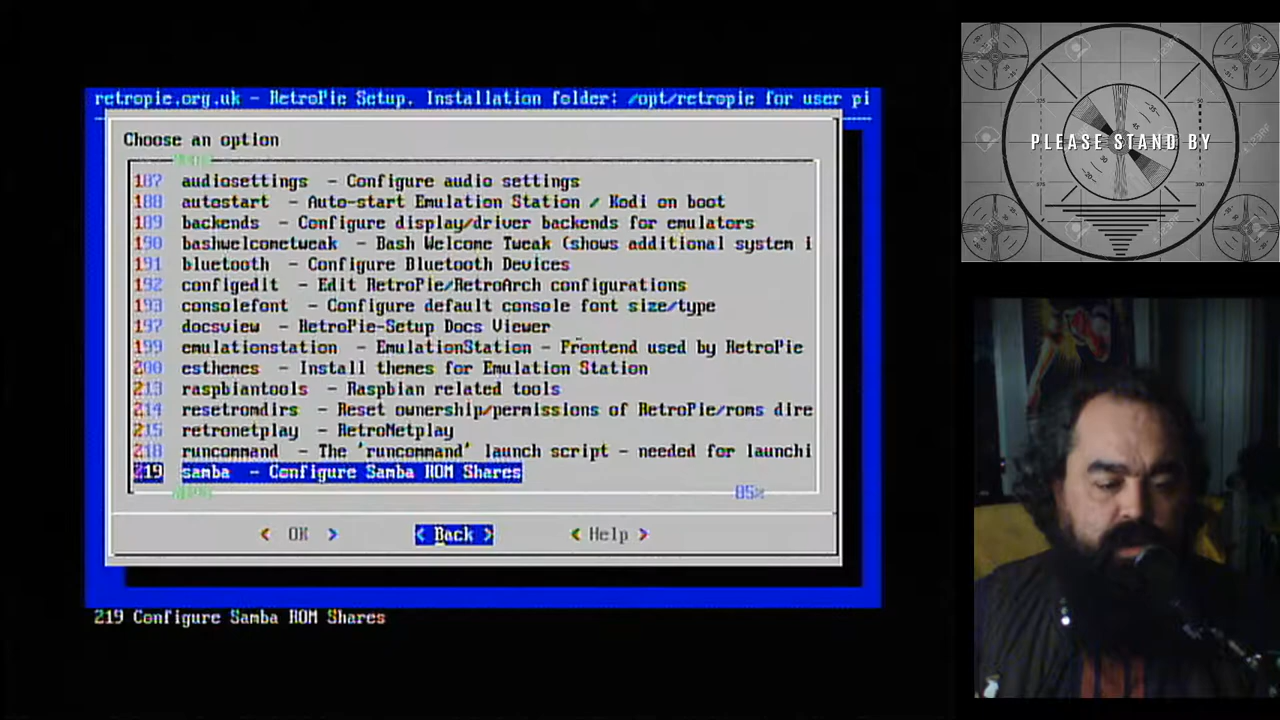 retropie.org.uk - RetroPie Setup. Installation folder: /opt/retropie for user pi
Choose an option
187 audiosettings - Configure audio settings
188 autostart - Auto-start Emulation Station / Kodi on boot
189 backends - Configure display/driver backends for emulators
190 bashwelcometweak - Bash Welcome Tweak (shows additional system i
191 bluetooth - Configure Bluetooth Devices
192 configedit - Edit RetroPie/RetroArch configurations
193 consolefont - Configure default console font size/type
197 docsview - RetroPie-Setup Docs Viewer
199 emulationstation - EmulationStation - Frontend used by RetroPie
200 esthemes - Install themes for Emulation Station
213 raspbiantools - Raspbian related tools
214 resetromdirs - Reset ownership/permissions of RetroPie/roms dire
215 retronetplay - RetroNetplay
218 runcommand - The 'runcommand' launch script - needed for launchi
219 samba - Configure Samba ROM Shares
85%
< OK > < Back > < Help >
219 Configure Samba ROM Shares
PLEASE STAND BY